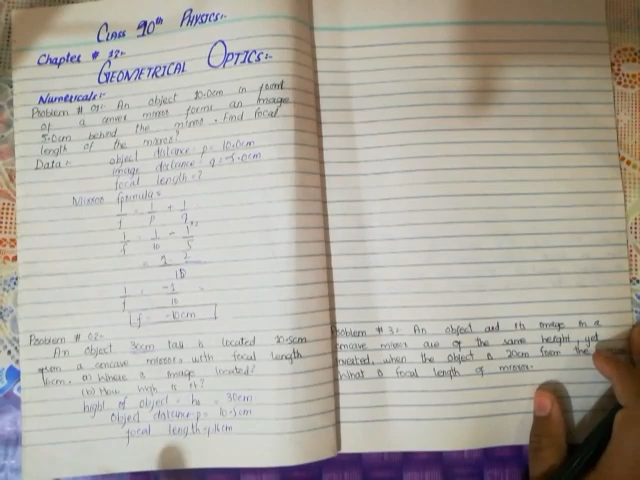 CLASS 10th PHYSICS:-
Chapter # 12:-
GEOMETRICAL OPTICS:-
Numericals:-
Problem # 01:- An object 10.0cm in front
of a convex mirror forms an image
5.0cm behind the mirror. Find focal
length of the mirror?
Data:- object distance = p = 10.0cm
image distance = q = -5.0cm
focal length = ?
Mirror formula
1/f = 1/p + 1/q
1/f = 1/10 - 1/5
10
1/f = -1/10
f = -10cm
Problem # 02:-
An object 30cm tall is located 10.5cm
from a concave mirror with focal length
16cm. (a) Where is image located?
(b) How high is it?
hight of object = ho = 30cm
Object distance = p = 10.5cm
focal length = 16cm
Problem # 3:- An object and its image in a
concave mirror are of the same height, yet
inverted, when the object is 20cm from the
What is focal length of mirror.